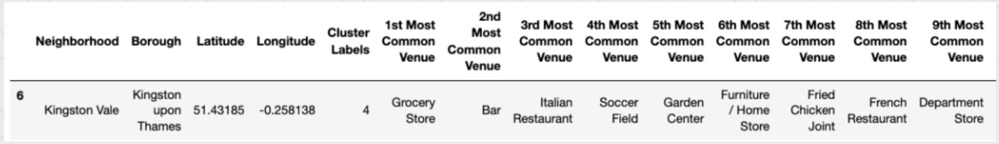 Neighborhood Borough Latitude Longitude Cluster Labels 1st Most Common Venue 2nd Most Common Venue 3rd Most Common Venue 4th Most Common Venue 5th Most Common Venue 6th Most Common Venue 7th Most Common Venue 8th Most Common Venue 9th Most Common Venue
6 Kingston Vale Kingston upon Thames 51.43185 -0.258138 4 Grocery Store Bar Italian Restaurant Soccer Field Garden Center Furniture / Home Store Fried Chicken Joint French Restaurant Department Store